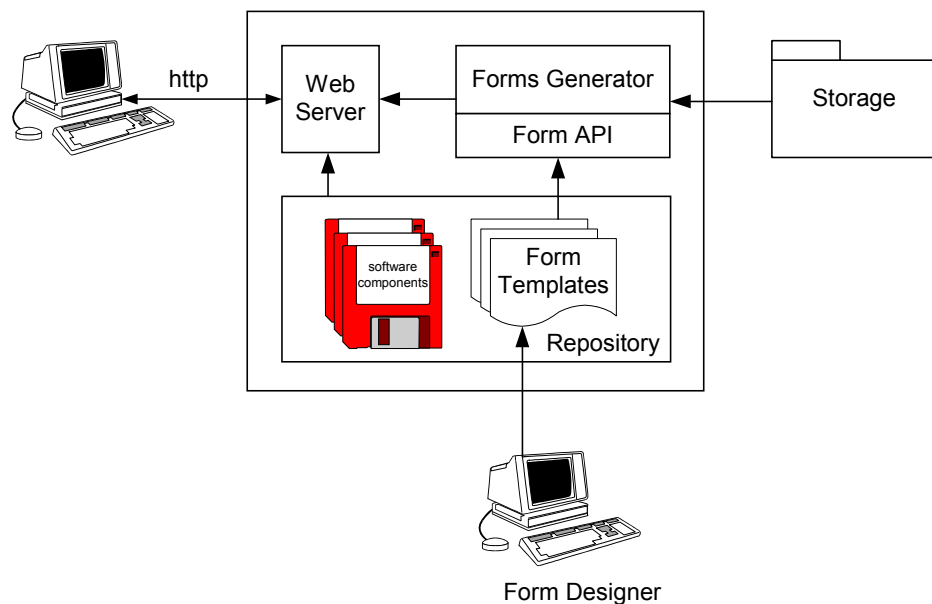 http
Web
Server
Forms Generator
Form API
Storage
software
components
Form
Templates
Repository
Form Designer